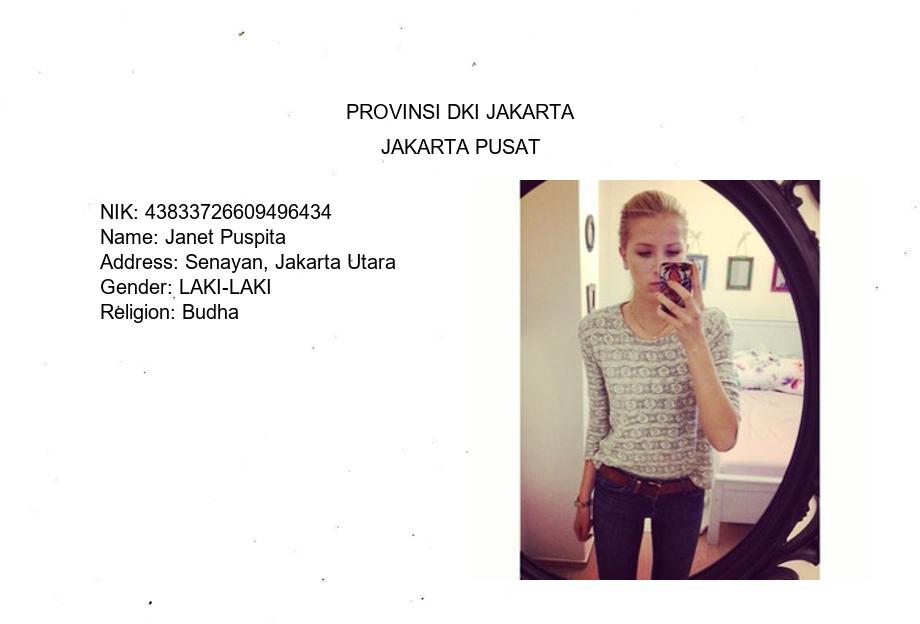 PROVINSI DKI JAKARTA
JAKARTA PUSAT
NIK: 43833726609496434
Name: Janet Puspita
Address: Senayan, Jakarta Utara
Gender: LAKI-LAKI
Religion: Budha